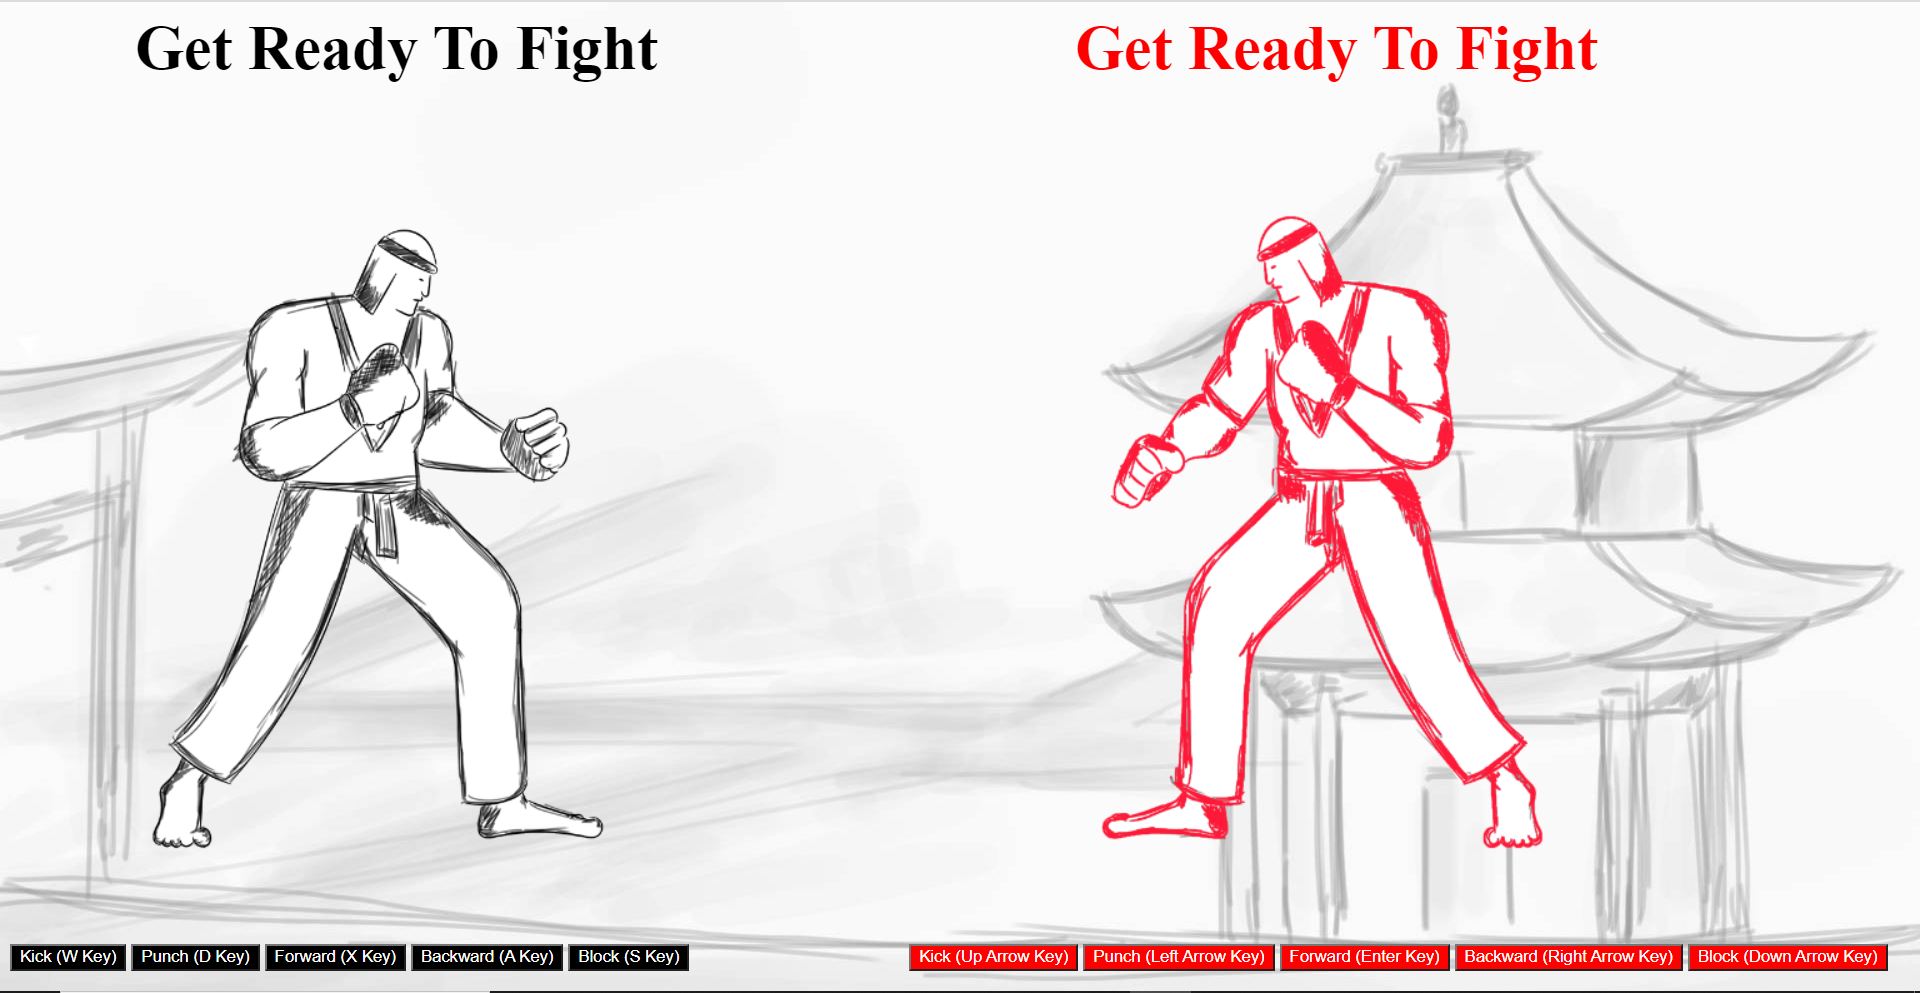 Get Ready To Fight
Get Ready To Fight
Kick (W Key)
Punch (D Key)
Forward (X Key)
Backward (A Key)
Block (S Key)
Kick (Up Arrow Key)
Punch (Left Arrow Key)
Forward (Enter Key)
Backward (Right Arrow Key)
Block (Down Arrow Key)